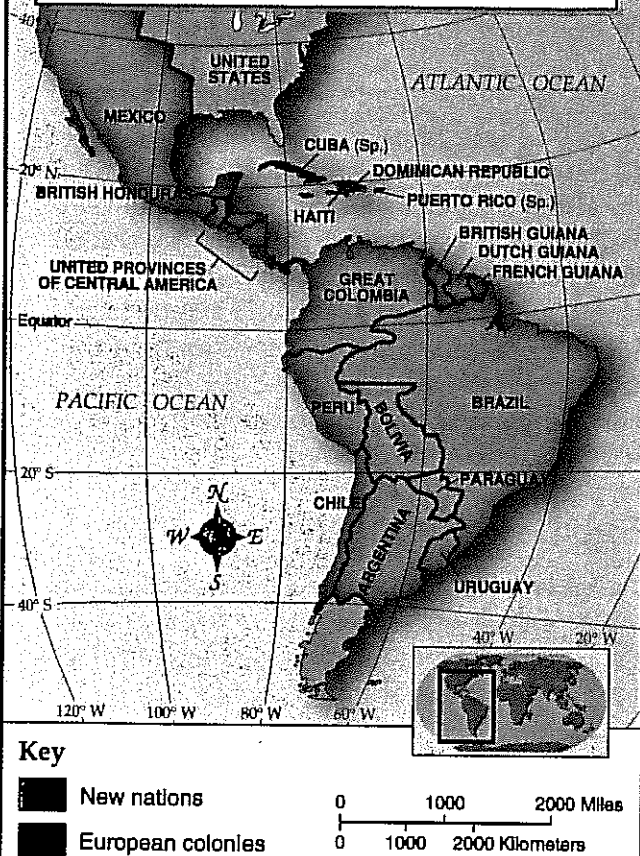 40° N
UNITED
STATES
ATLANTIC OCEAN
MEXICO
CUBA (Sp.)
20° N
DOMINICAN REPUBLIC
BRITISH HONDURAS
PUERTO RICO (Sp.)
HAITI
BRITISH GUIANA
DUTCH GUIANA
FRENCH GUIANA
UNITED PROVINCES
OF CENTRAL AMERICA
GREAT
COLOMBIA
Equator
PACIFIC OCEAN
PERU
BOLIVIA
BRAZIL
20° S
PARAGUAY
N
CHILE
W E
ARGENTINA
S
URUGUAY
40° S
40° W 20° W
120° W 100° W 80° W 60° W
Key
New nations
European colonies
0 1000 2000 Miles
0 1000 2000 Kilometers